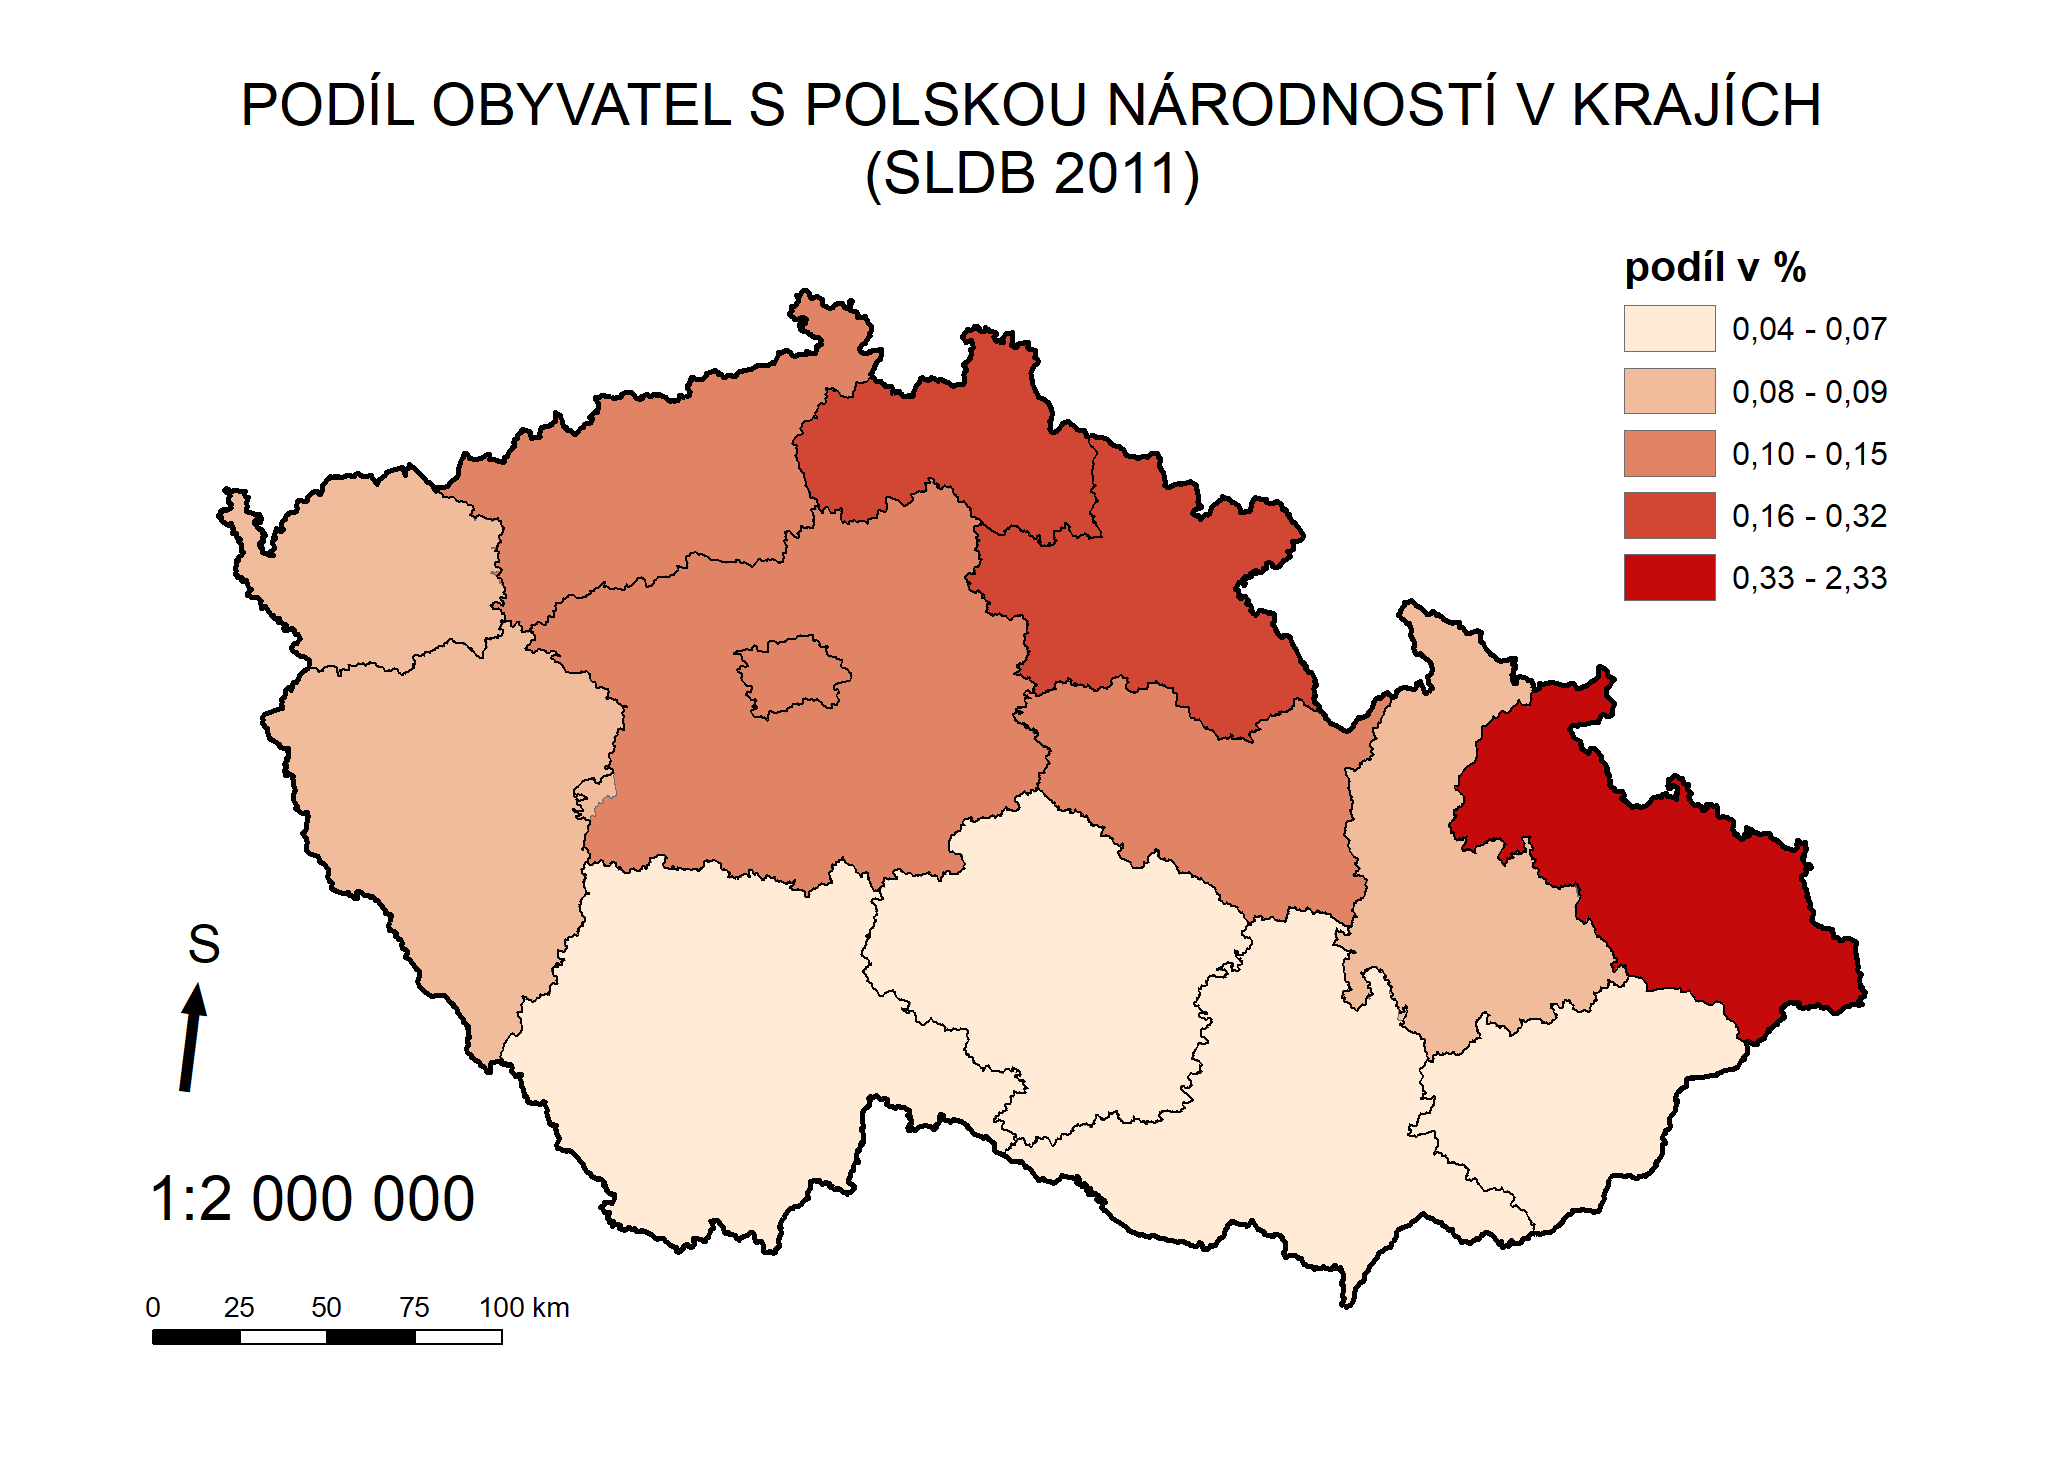 PODÍL OBYVATEL S POLSKOU NÁRODNOSTÍ V KRAJÍCH
(SLDB 2011)
podíl v %
0,04 - 0,07
0,08 - 0,09
0,10 - 0,15
0,16 - 0,32
0,33 - 2,33
S
1:2 000 000
0 25 50 75 100 km